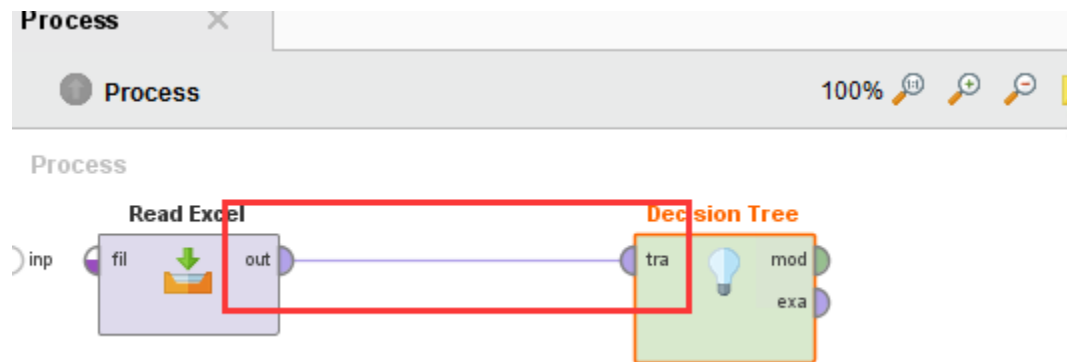 Process
Process
100%
Process
Read Excel
Decision Tree
inp
fil
out
tra
mod
exa